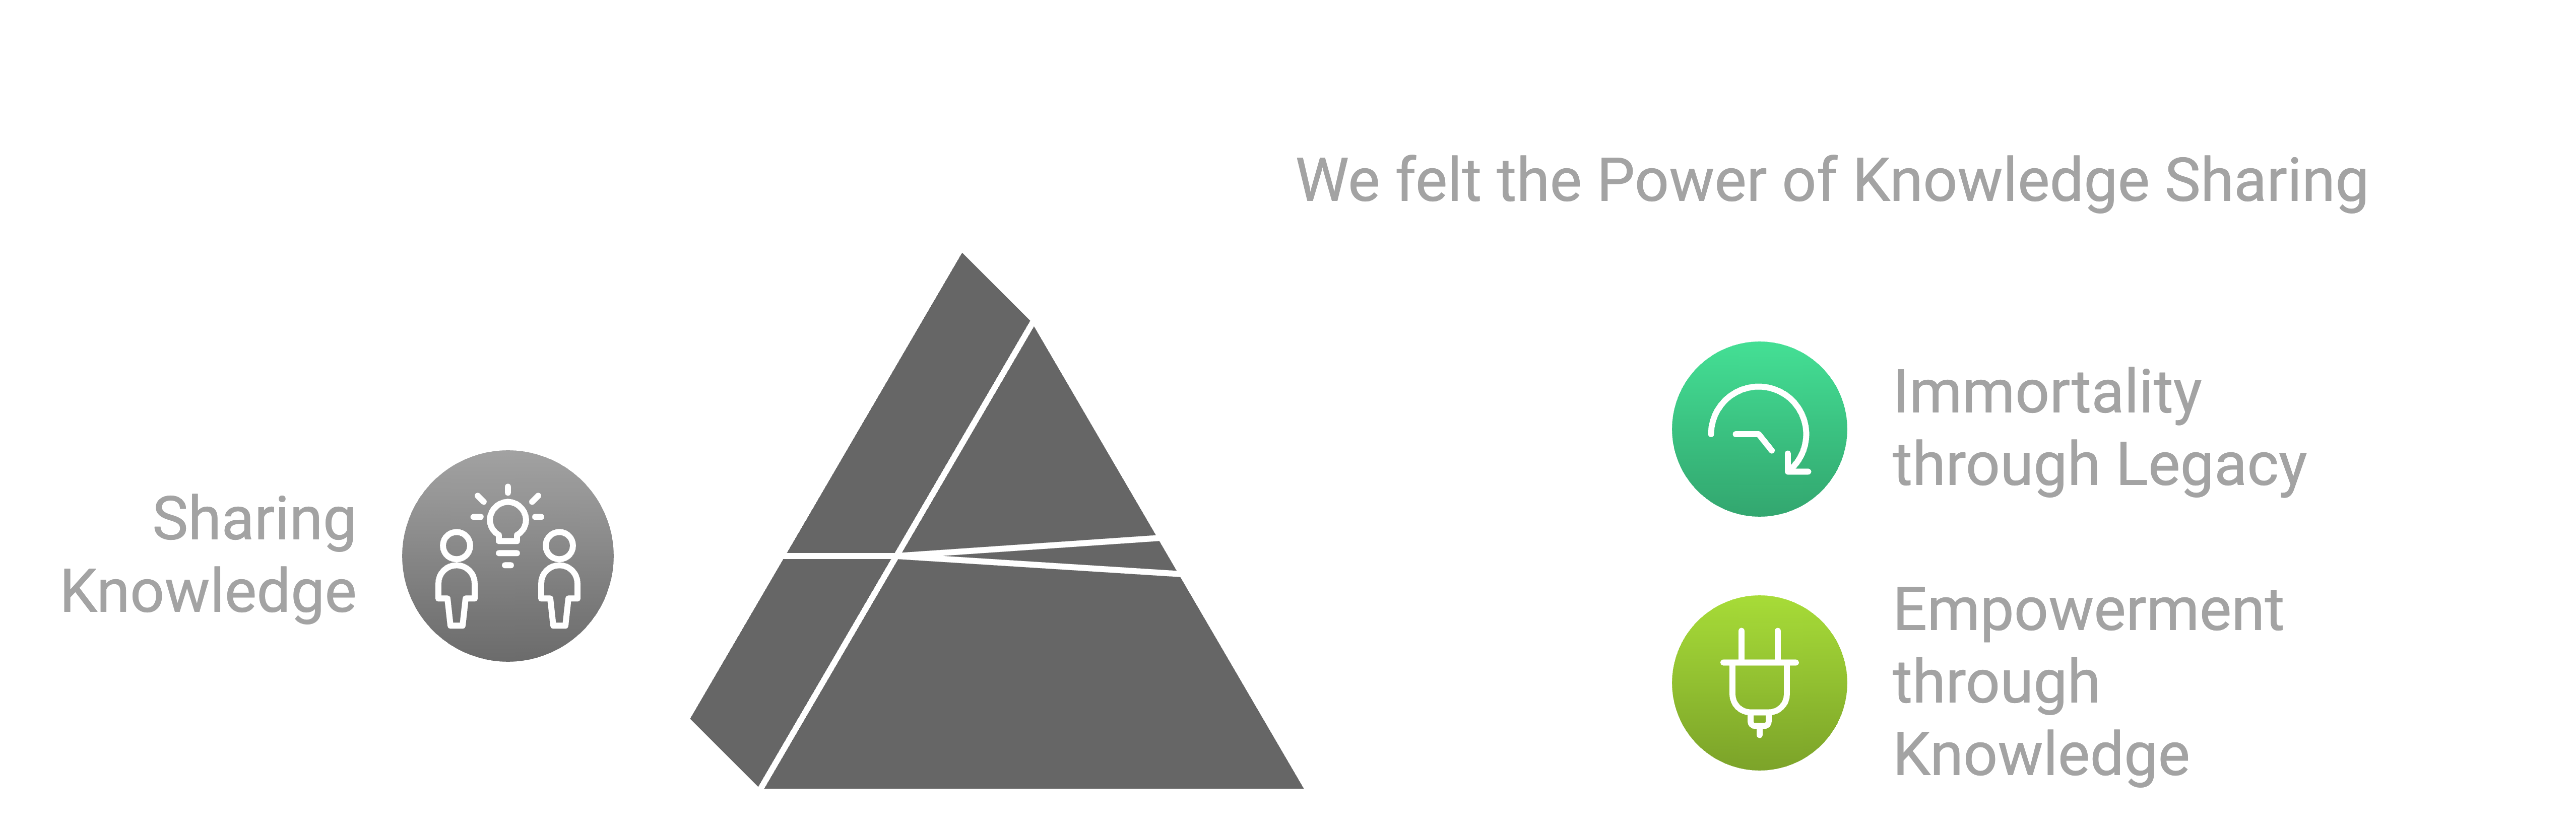 We felt the Power of Knowledge Sharing
Sharing
Knowledge
Immortality
through Legacy
Empowerment
through
Knowledge